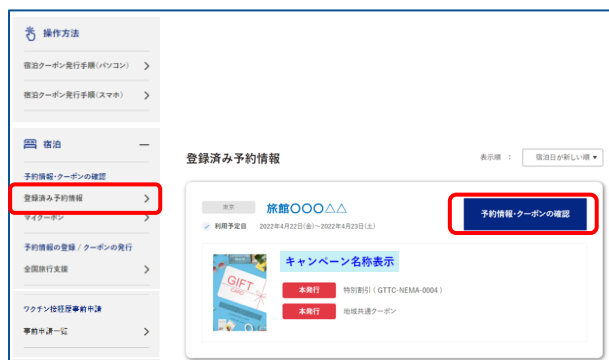 操作方法
宿泊クーポン発行手順（パソコン）
宿泊クーポン発行手順（スマホ）
宿泊
予約情報・クーポンの確認
登録済み予約情報
マイクーポン
予約情報の登録 / クーポンの発行
全国旅行支援
ワクチン接種歴事前申請
事前申請一覧
登録済み予約情報
表示順 ： 宿泊日が新しい順 ▼
東京
旅館〇〇〇△△
予約情報・クーポンの確認
利用予定日 2022年4月22日(金)～2022年4月23日(土)
GIFT
CARD
キャンペーン名称表示
本発行 特別割引 ( GTTC-NEMA-0004 )
本発行 地域共通クーポン